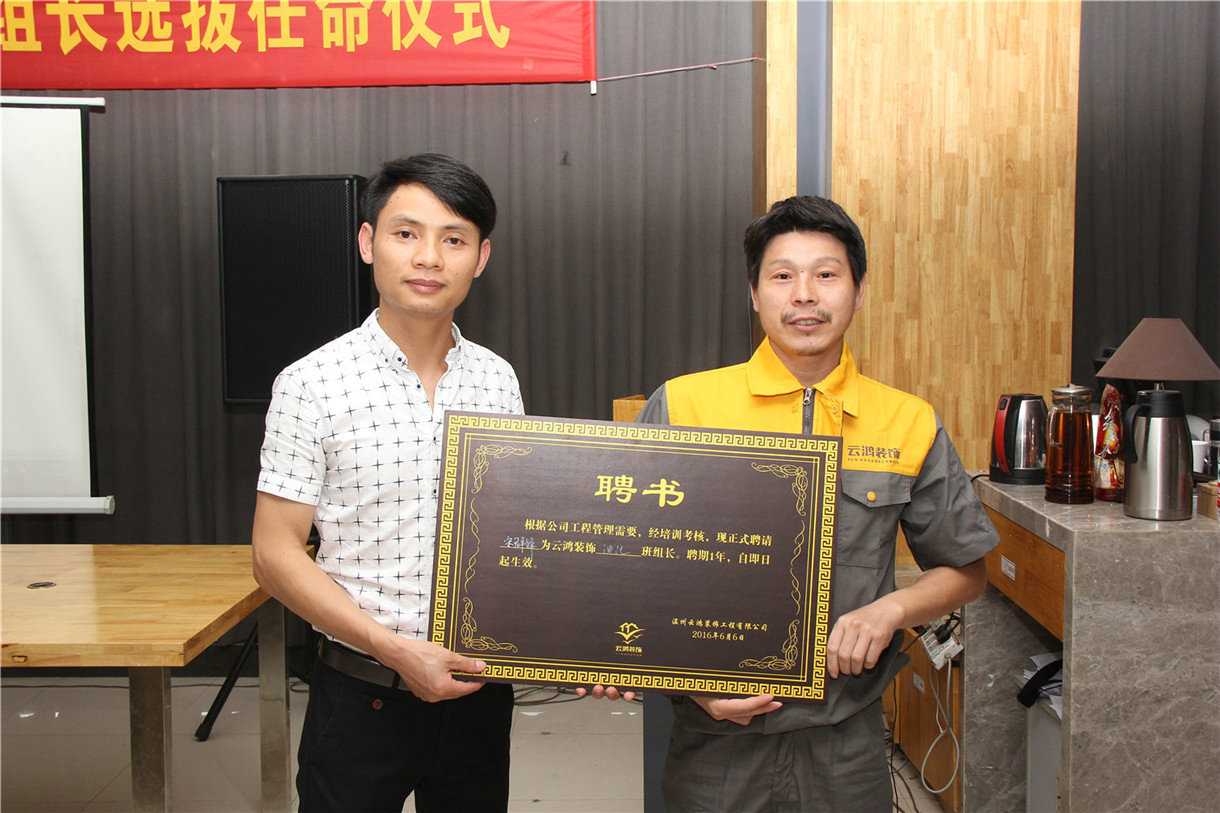 组长选拔任命仪式
云鸿装饰
聘书
根据公司工程管理需要，经培训考核、现正式聘请
为云鸿装饰 油漆 班组长。聘期1年，自即日
起生效。
温州云鸿装饰工程有限公司
2016年6月6日
云鸿装饰